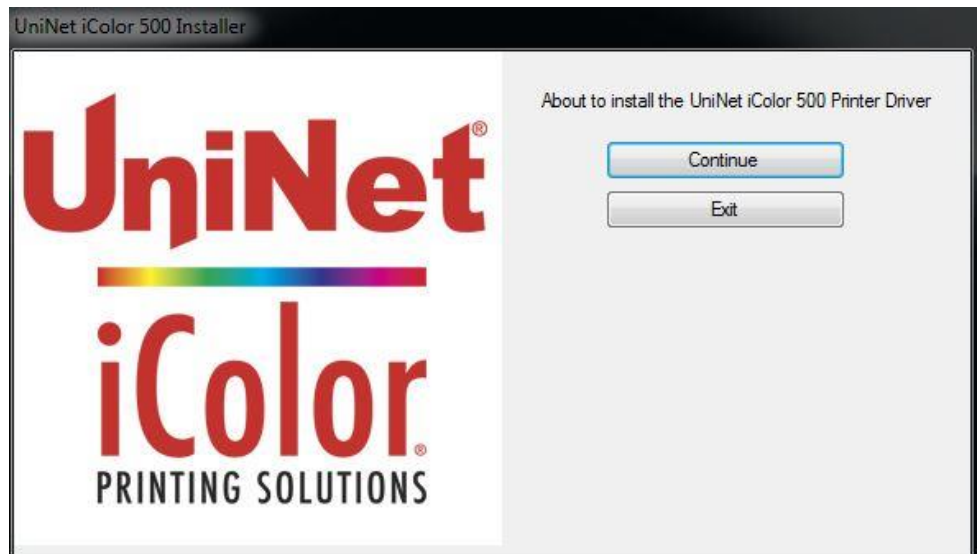 UniNet iColor 500 Installer
UniNet®
iColor®
PRINTING SOLUTIONS
About to install the UniNet iColor 500 Printer Driver
Continue
Exit